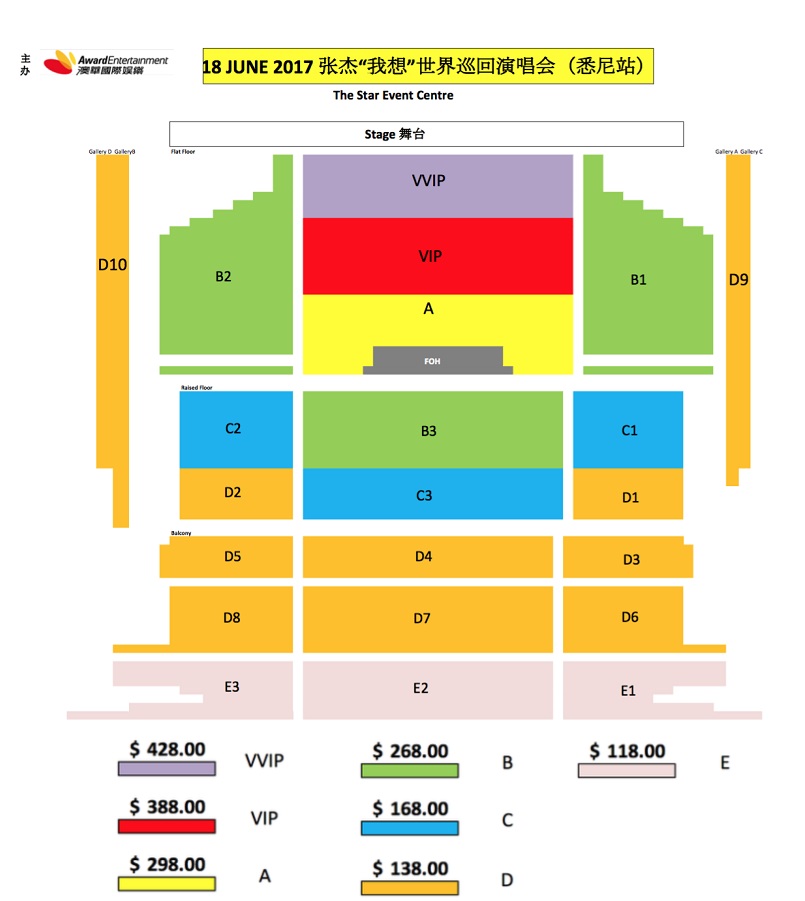 主
办
AwardEntertainment
澳華國際娛樂
18 JUNE 2017 张杰“我想”世界巡回演唱会（悉尼站）
The Star Event Centre
Stage 舞台
Gallery D GalleryB
Flat Floor
Gallery A Gallery C
VVIP
VIP
D10
B2
B1
D9
A
FOH
Raised Floor
C2
B3
C1
D2
C3
D1
Balcony
D5
D4
D3
D8
D7
D6
E3
E2
E1
$ 428.00
VVIP
$ 268.00
B
$ 118.00
E
$ 388.00
VIP
$ 168.00
C
$ 298.00
A
$ 138.00
D